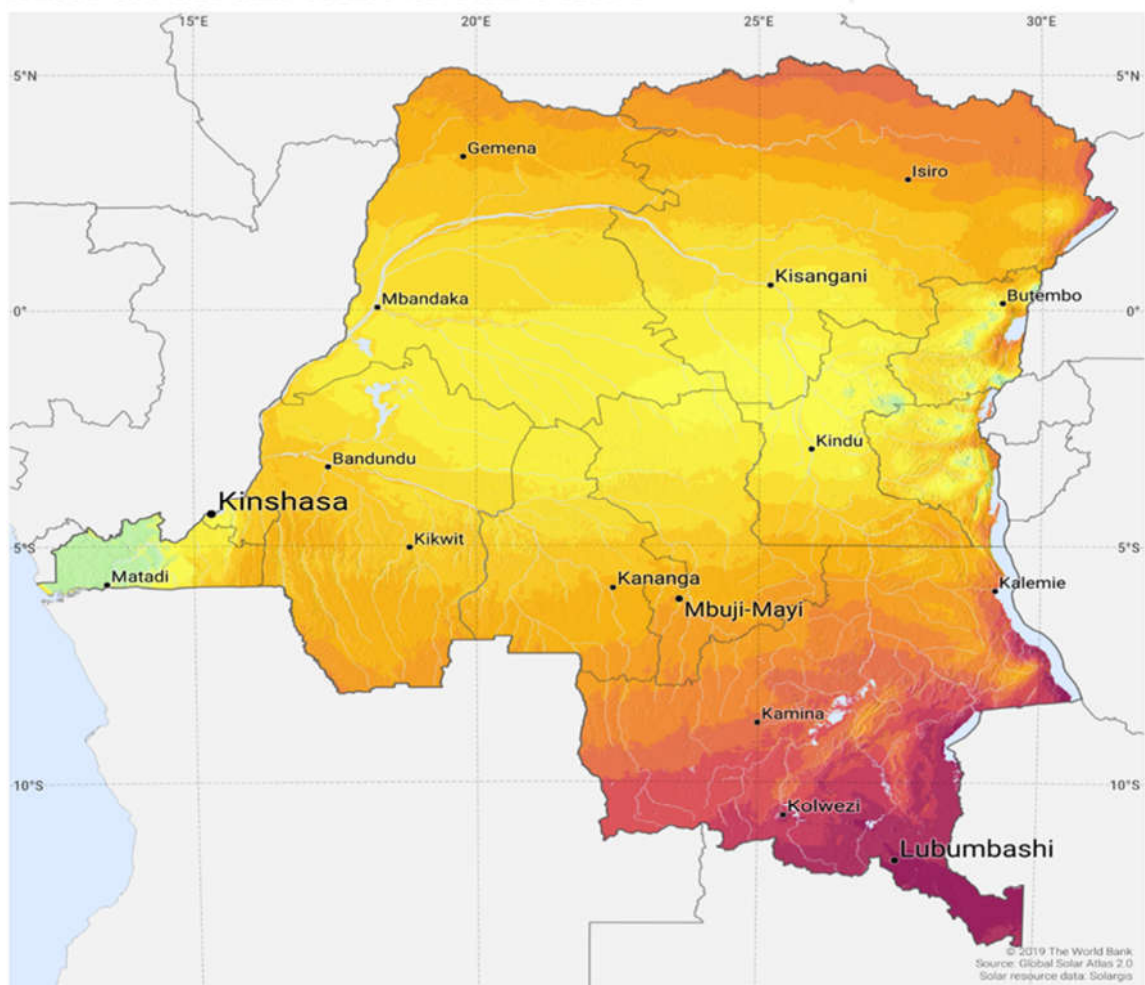 15°E 20°E 25°E 30°E
5°N 5°N
Gemena
Isiro
Kisangani
Mbandaka
Butembo
0° 0°
Kindu
Bandundu
Kinshasa
Kikwit
5°S 5°S
Matadi
Kananga
Kalemie
Mbuji-Mayi
Kamina
10°S 10°S
Kolwezi
Lubumbashi
© 2019 The World Bank
Source: Global Solar Atlas 2.0
Solar resource data: Solargis